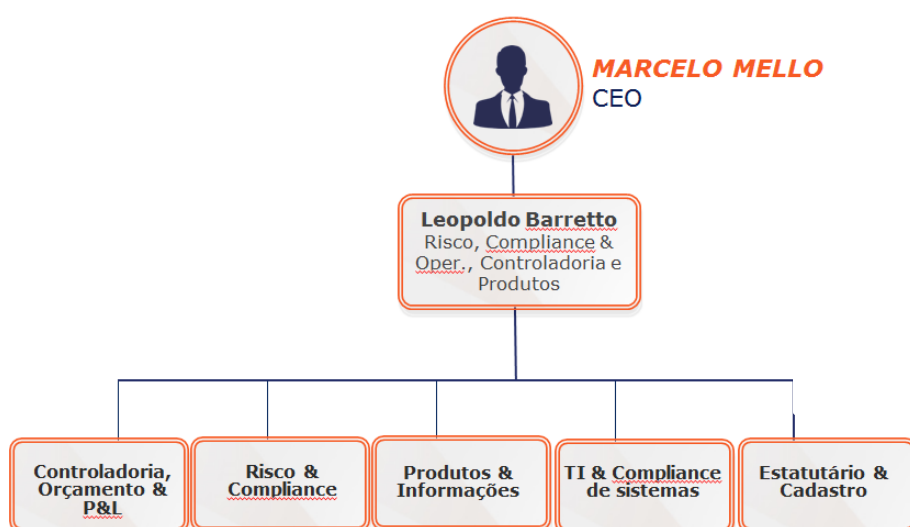 MARCELO MELLO
CEO
Leopoldo Barretto
Risco, Compliance &
Oper., Controladoria e
Produtos
Controladoria,
Orçamento &
P&L
Risco &
Compliance
Produtos &
Informações
TI & Compliance
de sistemas
Estatutário &
Cadastro